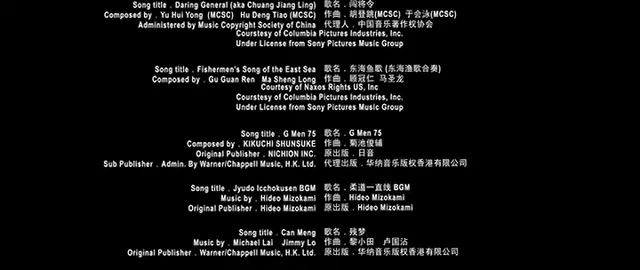 Song title . Daring General (aka Chuang Jiang Ling) 歌名 . 闯将令
Composed by . Yu Hui Yong (MCSC) Hu Deng Tiao (MCSC) 作曲 . 胡登跳(MCSC) 于会泳(MCSC)
Administered by Music Copyright Society of China 代理人 . 中国音乐著作权协会
Courtesy of Columbia Pictures Industries, Inc.
Under License from Sony Pictures Music Group
Song title . Fishermen's Song of the East Sea 歌名 . 东海鱼歌 (东海渔歌合奏)
Composed by . Gu Guan Ren Ma Sheng Long 作曲 . 顾冠仁 马圣龙
Courtesy of Naxos Rights US, Inc
Courstesy of Columbia Pictures Industries, Inc.
Under License from Sony Pictures Music Group
Song title . G Men 75 歌名 . G Men 75
Composed by . KIKUCHI SHUNSUKE 作曲 . 菊池俊辅
Original Publisher . NICHION INC. 原出版 . 日音
Sub Publisher . Admin. By Warner/Chappell Music, H.K. Ltd. 代理出版 . 华纳音乐版权香港有限公司
Song title . Jyudo Icchokusen BGM 歌名 . 柔道一直线 BGM
Music by . Hideo Mizokami 作曲 . Hideo Mizokami
Original Publisher . Hideo Mizokami 原出版 . Hideo Mizokami
Song title . Can Meng 歌名 . 残梦
Music by . Michael Lai Jimmy Lo 作曲 . 黎小田 卢国沾
Original Publisher . Warner/Chappell Music, H.K. Ltd. 原出版 . 华纳音乐版权香港有限公司